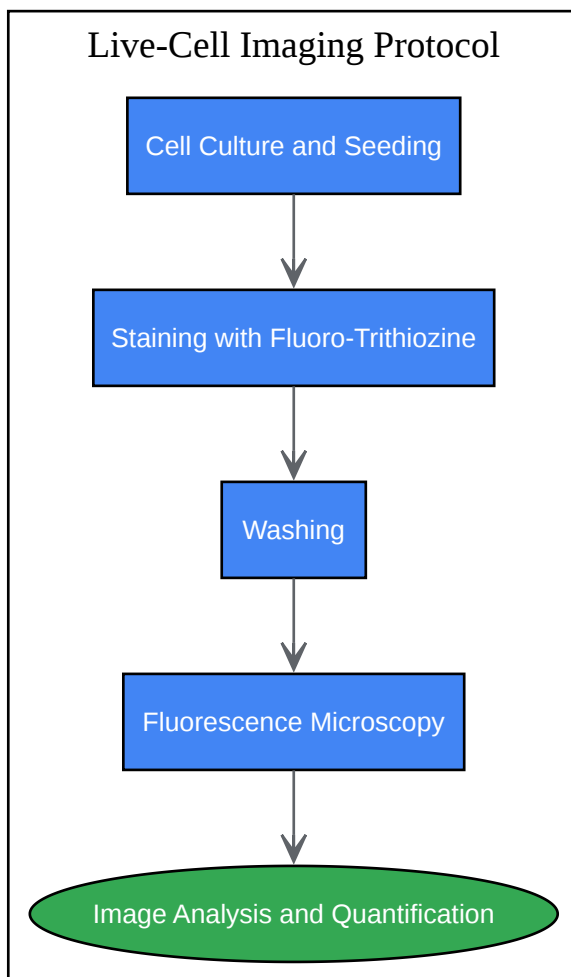 Live-Cell Imaging Protocol
Cell Culture and Seeding
Staining with Fluoro-Trithiozine
Washing
Fluorescence Microscopy
Image Analysis and Quantification